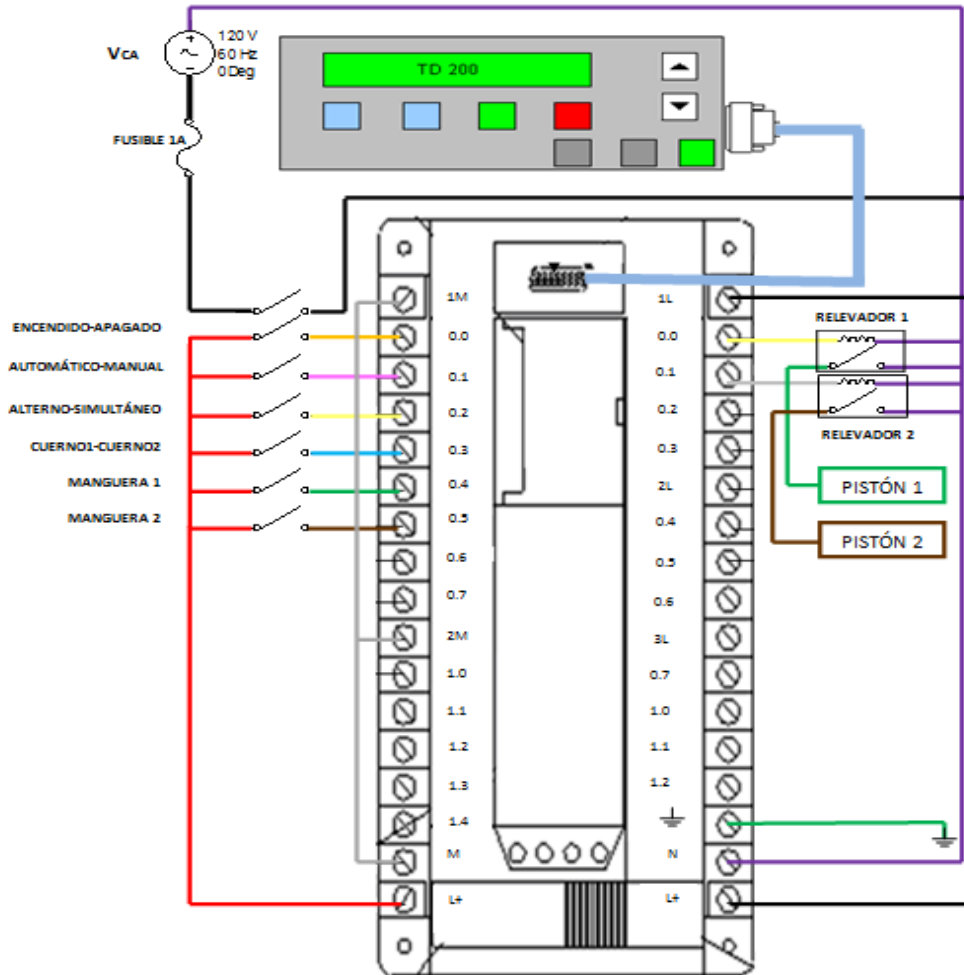 VCA
120 V
60 Hz
0Deg
TD 200
FUSIBLE 1A
ENCENDIDO-APAGADO
AUTOMÁTICO-MANUAL
ALTERNO-SIMULTÁNEO
CUERNO1-CUERNO2
MANGUERA 1
MANGUERA 2
1M
0.0
0.1
0.2
0.3
0.4
0.5
0.6
0.7
2M
1.0
1.1
1.2
1.3
1.4
M
L+
1L
0.0
0.1
0.2
0.3
2L
0.4
0.5
0.6
3L
0.7
1.0
1.1
1.2
N
L+
RELEVADOR 1
RELEVADOR 2
PISTÓN 1
PISTÓN 2